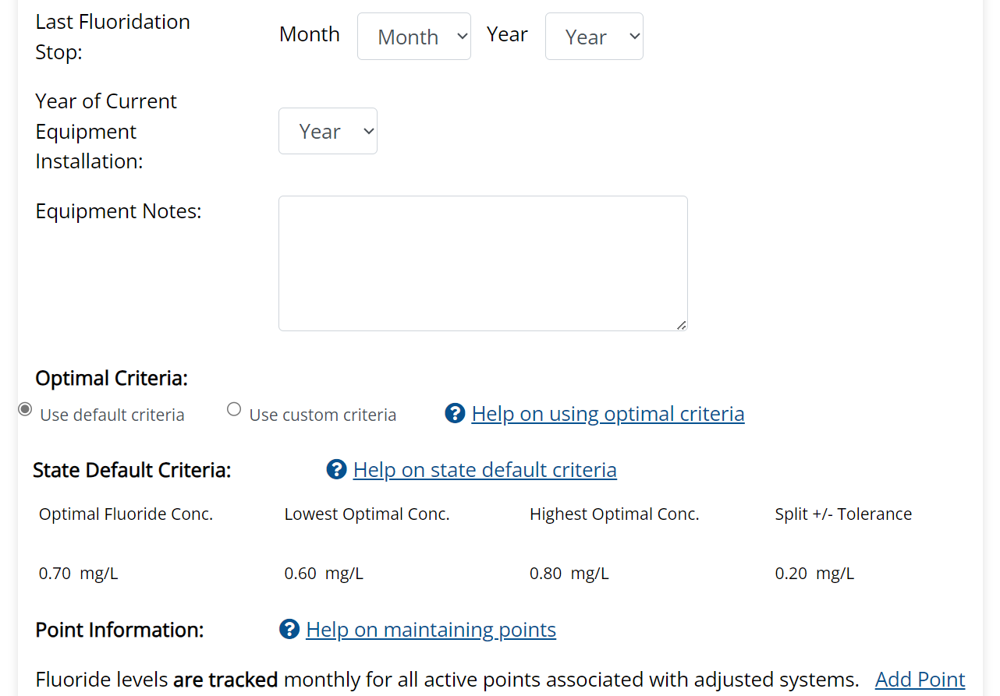 Last Fluoridation
Stop:
Month Month Year Year
Year of Current
Equipment
Installation:
Year
Equipment Notes:
Optimal Criteria:
Use default criteria Use custom criteria Help on using optimal criteria
State Default Criteria: Help on state default criteria
Optimal Fluoride Conc. Lowest Optimal Conc. Highest Optimal Conc. Split +/- Tolerance
0.70 mg/L 0.60 mg/L 0.80 mg/L 0.20 mg/L
Point Information: Help on maintaining points
Fluoride levels are tracked monthly for all active points associated with adjusted systems. Add Point